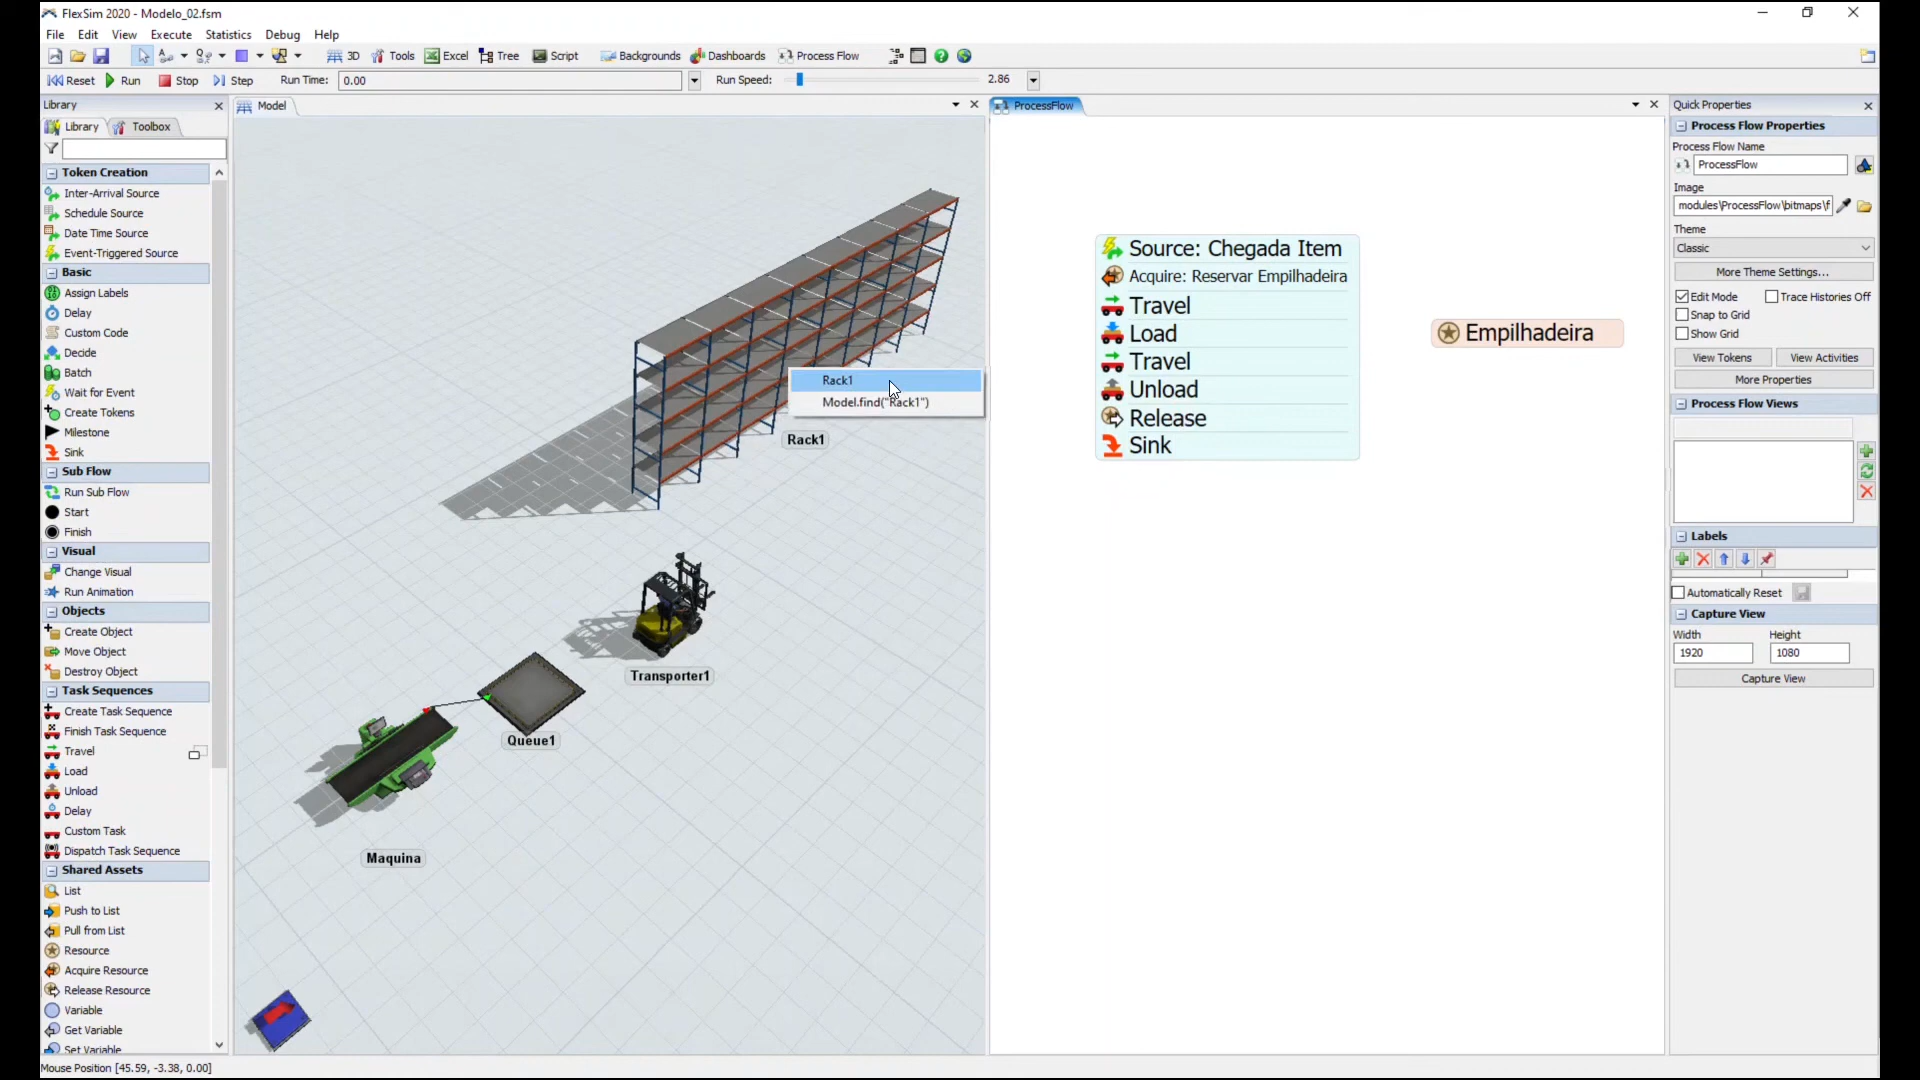 FlexSim 2020 - Modelo_02.fsm
File Edit View Execute Statistics Debug Help
3D Tools Excel Tree Script Backgrounds Dashboards Process Flow
Reset Run Stop Step Run Time: 0.00 Run Speed: 2.86
Library
Library Toolbox
Token Creation
Inter-Arrival Source
Schedule Source
Date Time Source
Event-Triggered Source
Basic
Assign Labels
Delay
Custom Code
Decide
Batch
Wait for Event
Create Tokens
Milestone
Sink
Sub Flow
Run Sub Flow
Start
Finish
Visual
Change Visual
Run Animation
Objects
Create Object
Move Object
Destroy Object
Task Sequences
Create Task Sequence
Finish Task Sequence
Travel
Load
Unload
Delay
Custom Task
Dispatch Task Sequence
Shared Assets
List
Push to List
Pull from List
Resource
Acquire Resource
Release Resource
Variable
Get Variable
Set Variable
Model
Rack1
Model.find("Rack1")
Rack1
Transporter1
Queue1
Maquina
ProcessFlow
Source: Chegada Item
Acquire: Reservar Empilhadeira
Travel
Load
Travel
Unload
Release
Sink
Empilhadeira
Quick Properties
Process Flow Properties
Process Flow Name
ProcessFlow
Image
modules\ProcessFlow\bitmaps\f
Theme
Classic
More Theme Settings...
Edit Mode Trace Histories Off
Snap to Grid
Show Grid
View Tokens View Activities
More Properties
Process Flow Views
Labels
Automatically Reset
Capture View
Width Height
1920 1080
Capture View
Mouse Position [45.59, -3.38, 0.00]